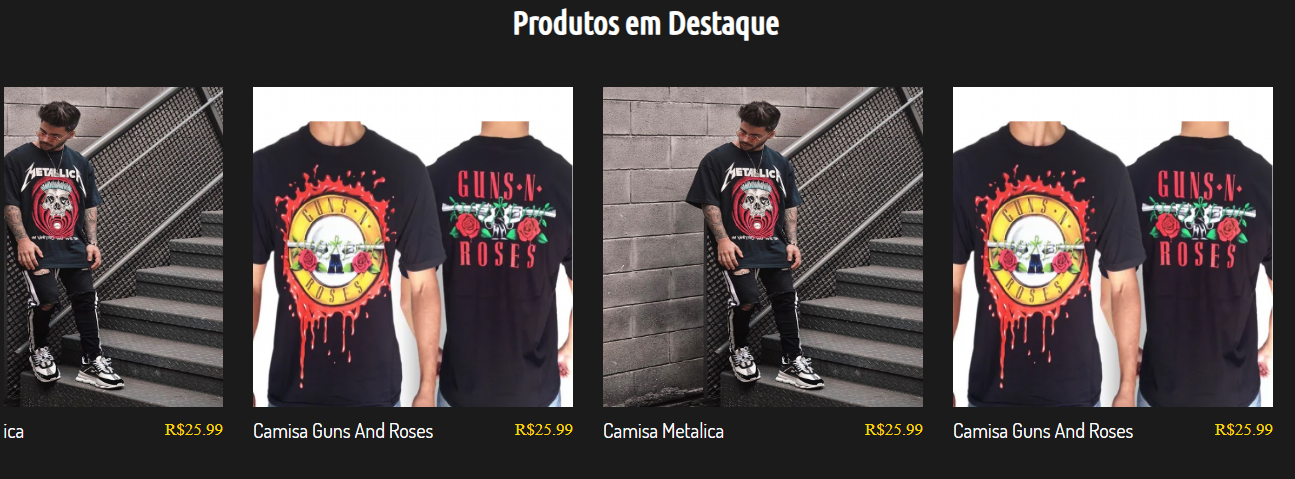 Produtos em Destaque
METALLICA
GUNS N'
ROSES
GUNS·N·
ROSES
METALLICA
GUNS N'
ROSES
GUNS·N·
ROSES
ica R$25.99
Camisa Guns And Roses R$25.99
Camisa Metalica R$25.99
Camisa Guns And Roses R$25.99